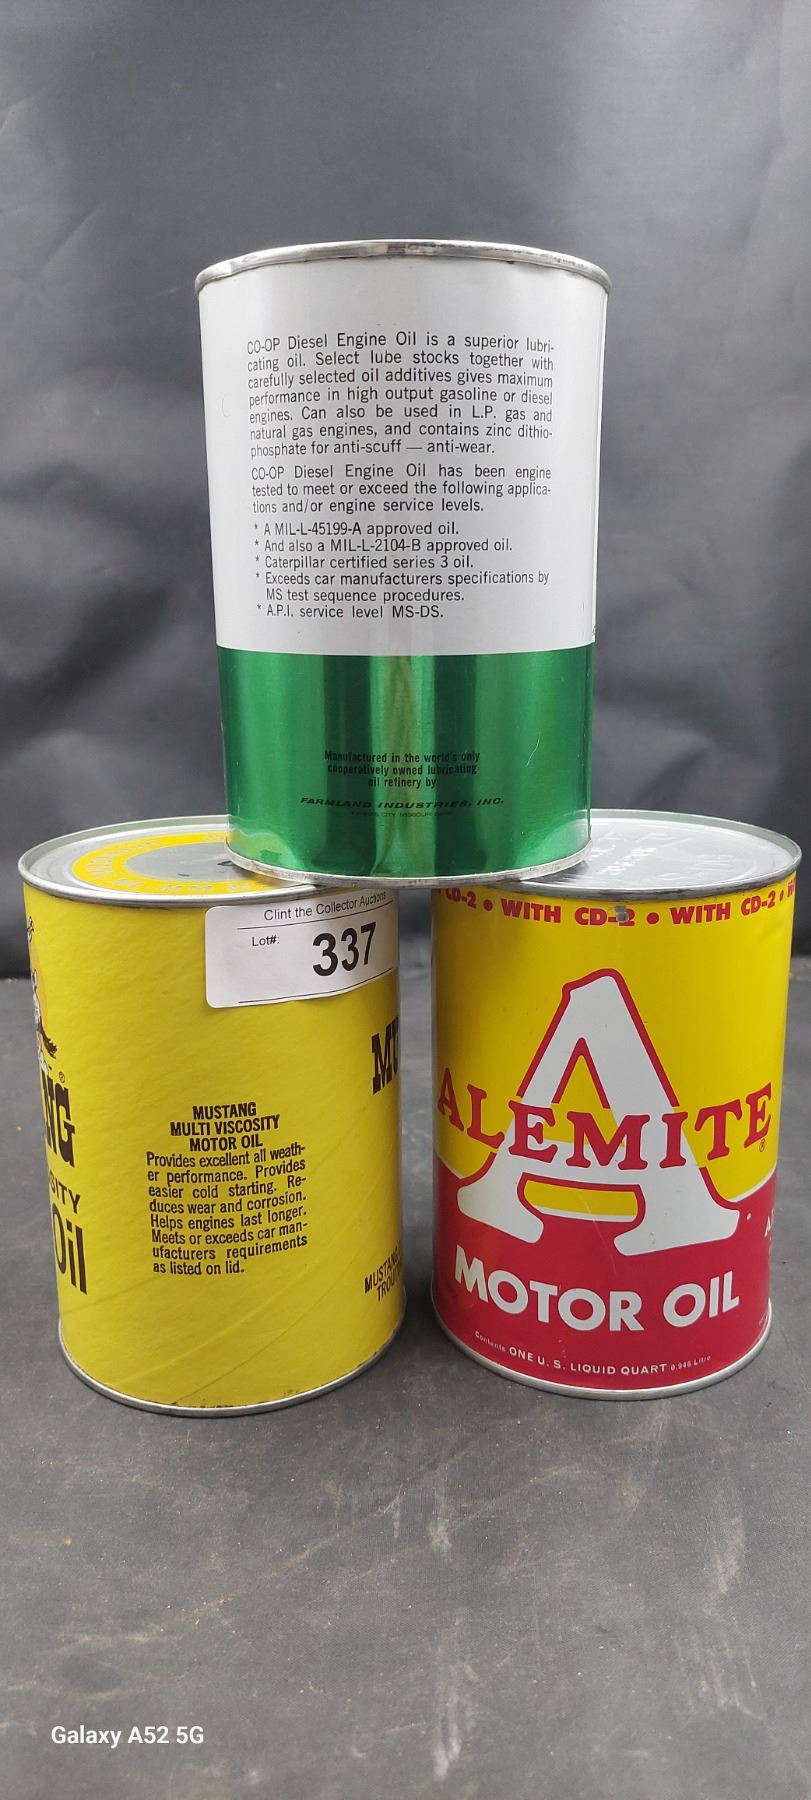 CO-OP Diesel Engine Oil is a superior lubri-
cating oil. Select lube stocks together with
carefully selected oil additives gives maximum
performance in high output gasoline or diesel
engines. Can also be used in L.P. gas and
natural gas engines, and contains zinc dithio-
phosphate for anti-scuff — anti-wear.
CO-OP Diesel Engine Oil has been engine
tested to meet or exceed the following applica-
tions and/or engine service levels.
* A MIL-L-45199-A approved oil.
* And also a MIL-L-2104-B approved oil.
* Caterpillar certified series 3 oil.
* Exceeds car manufacturers specifications by
MS test sequence procedures.
* A.P.I. service level MS-DS.
Manufactured in the world's only
cooperatively owned lubricating
oil refinery by
FARMLAND INDUSTRIES, INC.
Clint the Collector Auctions
Lot#:
337
NG®
SITY
Oil
MUSTANG
MULTI VISCOSITY
MOTOR OIL
Provides excellent all weath-
er performance. Provides
easier cold starting. Re-
duces wear and corrosion.
Helps engines last longer.
Meets or exceeds car man-
ufacturers requirements
as listed on lid.
MU
MUSTANG
TROUT
CD-2 • WITH CD-2 • WITH CD-2 •
A
ALEMITE®
MOTOR OIL
Contents ONE U. S. LIQUID QUART 0.946 Litre
Galaxy A52 5G